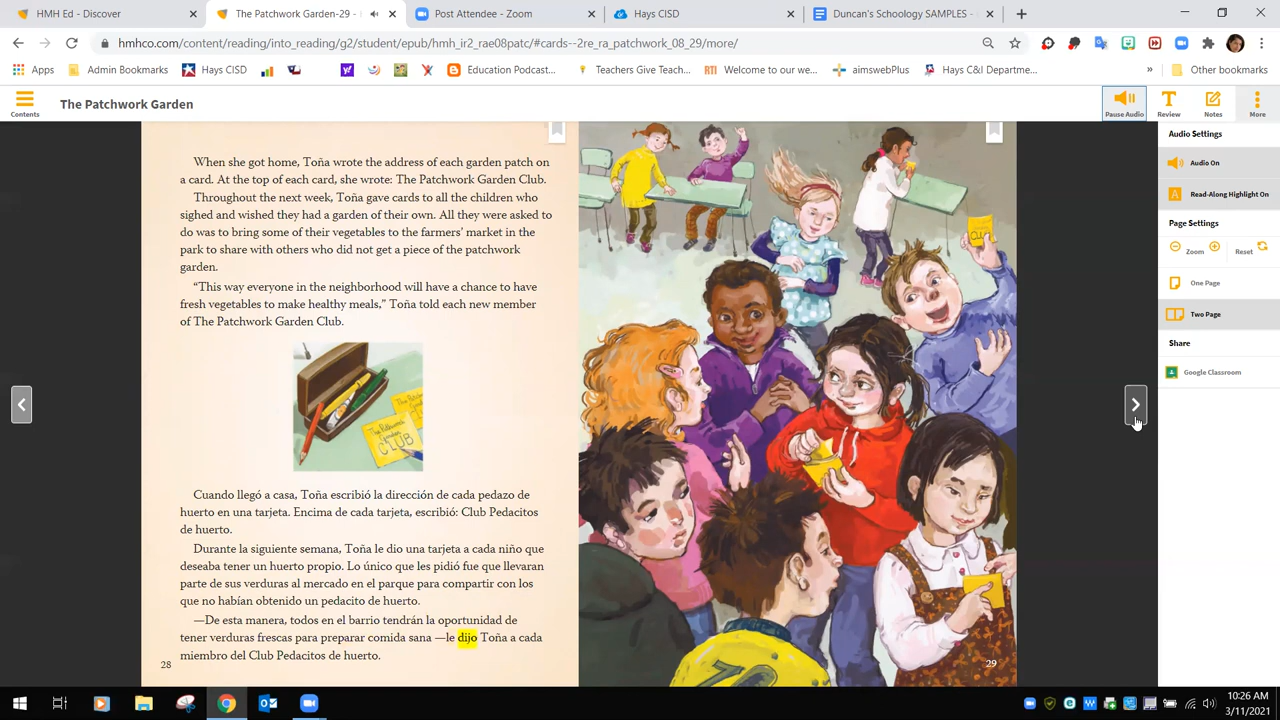 HMH Ed - Discover
The Patchwork Garden-29 -
Post Attendee - Zoom
Hays CISD
Duncan's Schoology SAMPLES -
hmhco.com/content/reading/into_reading/g2/student/epub/hmh_ir2_rae08patc/#cards--2re_ra_patchwork_08_29/more/
Apps
Admin Bookmarks
Hays CISD
Education Podcast...
Teachers Give Teach...
RTI Welcome to our we...
aimswebPlus
Hays C&I Departme...
»
Other bookmarks
Contents
The Patchwork Garden
Pause Audio
Review
Notes
More
When she got home, Toña wrote the address of each garden patch on
a card. At the top of each card, she wrote: The Patchwork Garden Club.
Throughout the next week, Toña gave cards to all the children who
sighed and wished they had a garden of their own. All they were asked to
do was to bring some of their vegetables to the farmers' market in the
park to share with others who did not get a piece of the patchwork
garden.
“This way everyone in the neighborhood will have a chance to have
fresh vegetables to make healthy meals,” Toña told each new member
of The Patchwork Garden Club.
The Patchwork
Garden
CLUB
Cuando llegó a casa, Toña escribió la dirección de cada pedazo de
huerto en una tarjeta. Encima de cada tarjeta, escribió: Club Pedacitos
de huerto.
Durante la siguiente semana, Toña le dio una tarjeta a cada niño que
deseaba tener un huerto propio. Lo único que les pidió fue que llevaran
parte de sus verduras al mercado en el parque para compartir con los
que no habían obtenido un pedacito de huerto.
—De esta manera, todos en el barrio tendrán la oportunidad de
tener verduras frescas para preparar comida sana —le dijo Toña a cada
miembro del Club Pedacitos de huerto.
28
29
Audio Settings
Audio On
Read-Along Highlight On
Page Settings
Zoom
Reset
One Page
Two Page
Share
Google Classroom
10:26 AM
3/11/2021